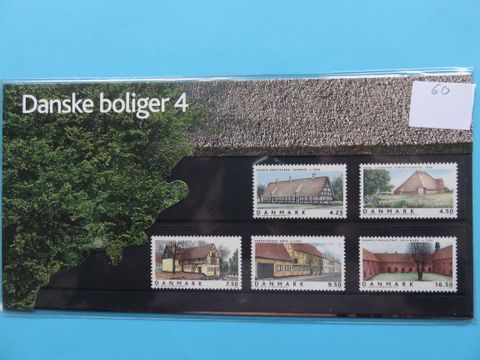 Danske boliger 4
60
DANMARK 4.25
DANMARK 4.50
DANMARK 7.50
DANMARK 9.50
DANMARK 16.50